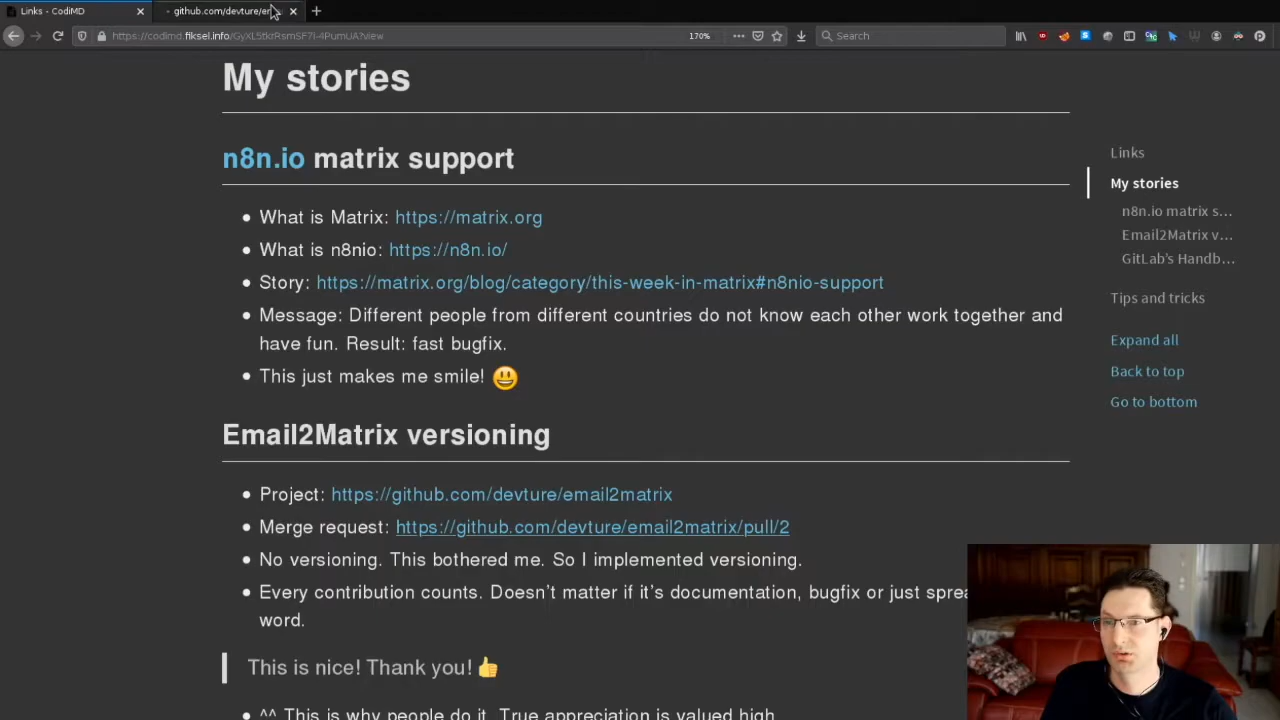 Links - CodiMD
github.com/devture/em
https://codimd.fiksel.info/GyXL5tkrRsmSF7l-4PumUA?view
170%
Search
My stories
n8n.io matrix support
What is Matrix: https://matrix.org
What is n8nio: https://n8n.io/
Story: https://matrix.org/blog/category/this-week-in-matrix#n8nio-support
Message: Different people from different countries do not know each other work together and
have fun. Result: fast bugfix.
This just makes me smile! 😃
Email2Matrix versioning
Project: https://github.com/devture/email2matrix
Merge request: https://github.com/devture/email2matrix/pull/2
No versioning. This bothered me. So I implemented versioning.
Every contribution counts. Doesn't matter if it's documentation, bugfix or just sprea
word.
This is nice! Thank you! 👍
^^ This is why people do it. True appreciation is valued high.
Links
My stories
n8n.io matrix s...
Email2Matrix v...
GitLab's Handb...
Tips and tricks
Expand all
Back to top
Go to bottom